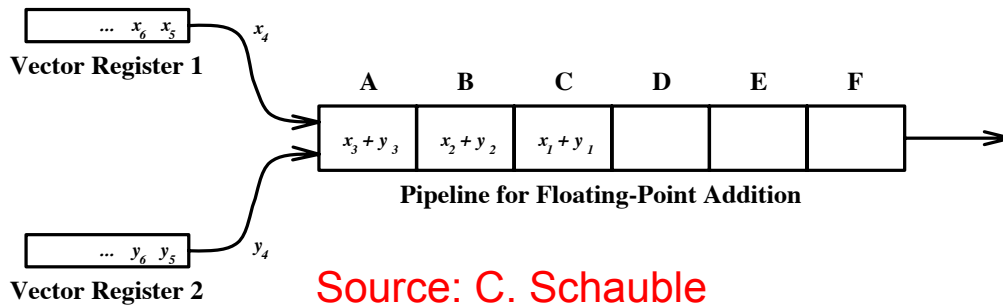 ... x6 x5
x4
Vector Register 1
A B C D E F
x3 + y3 x2 + y2 x1 + y1
Pipeline for Floating-Point Addition
... y6 y5
y4
Vector Register 2
Source: C. Schauble